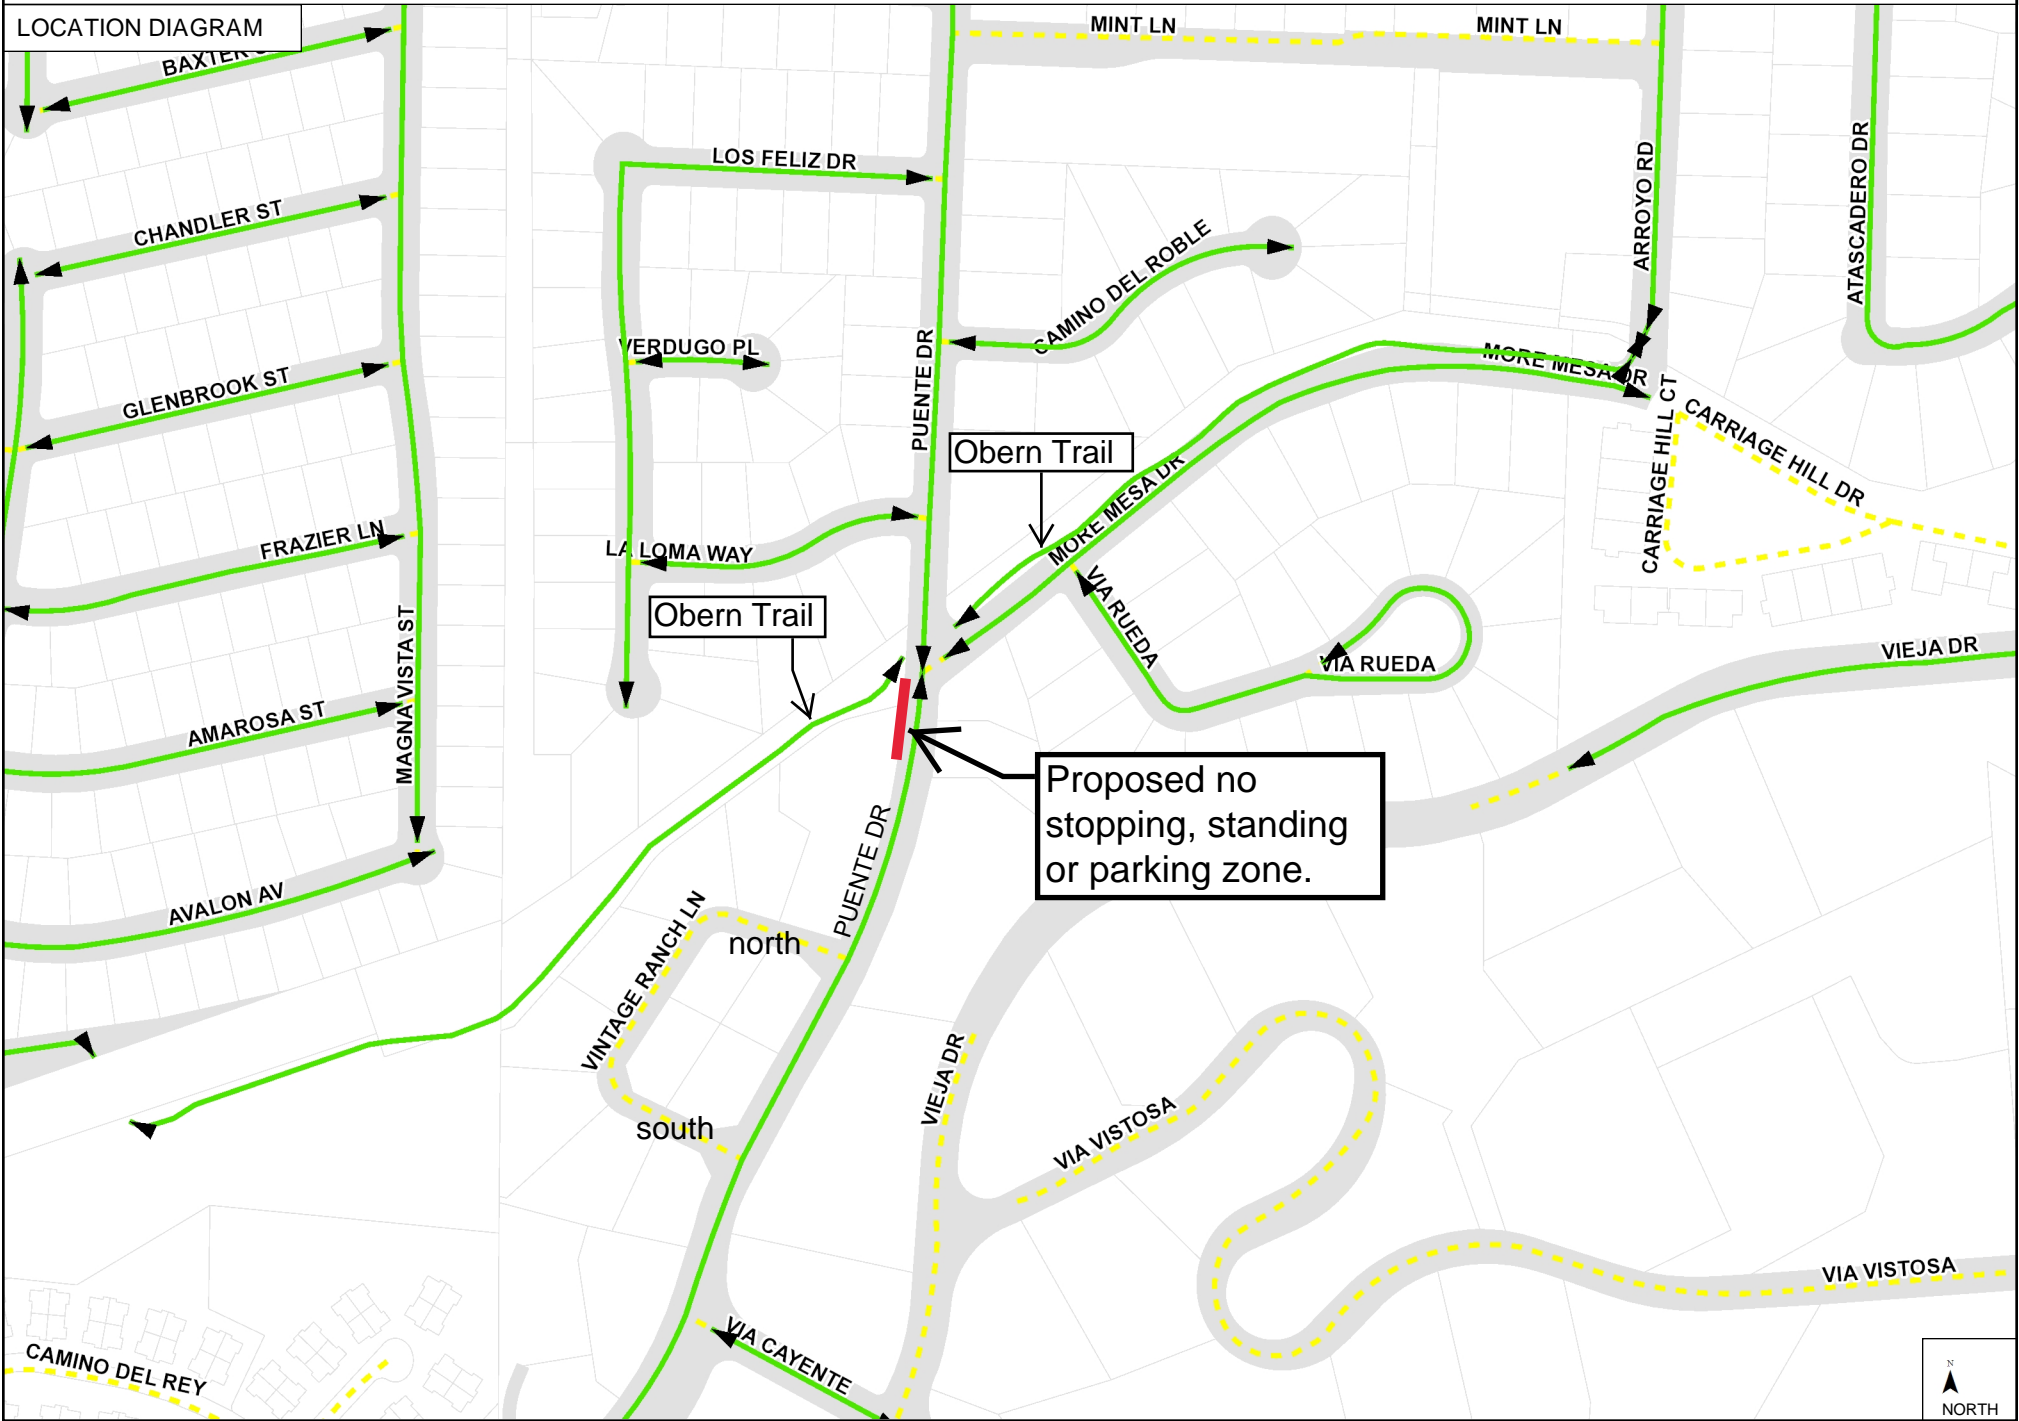 LOCATION DIAGRAM
MINT LN
MINT LN
BAXTER
LOS FELIZ DR
ATASCADERO DR
ARROYO RD
CHANDLER ST
CAMINO DEL ROBLE
VERDUGO PL
PUENTE DR
MORE MESA DR
GLENBROOK ST
CARRIAGE HILL CT
CARRIAGE HILL DR
Obern Trail
MORE MESA DR
FRAZIER LN
LA LOMA WAY
VIA RUEDA
Obern Trail
MAGNA VISTA ST
VIA RUEDA
VIEJA DR
AMAROSA ST
Proposed no
stopping, standing
or parking zone.
PUENTE DR
AVALON AV
VINTAGE RANCH LN
north
VIEJA DR
south
VIA VISTOSA
VIA VISTOSA
VIA CAYENTE
CAMINO DEL REY
N
NORTH